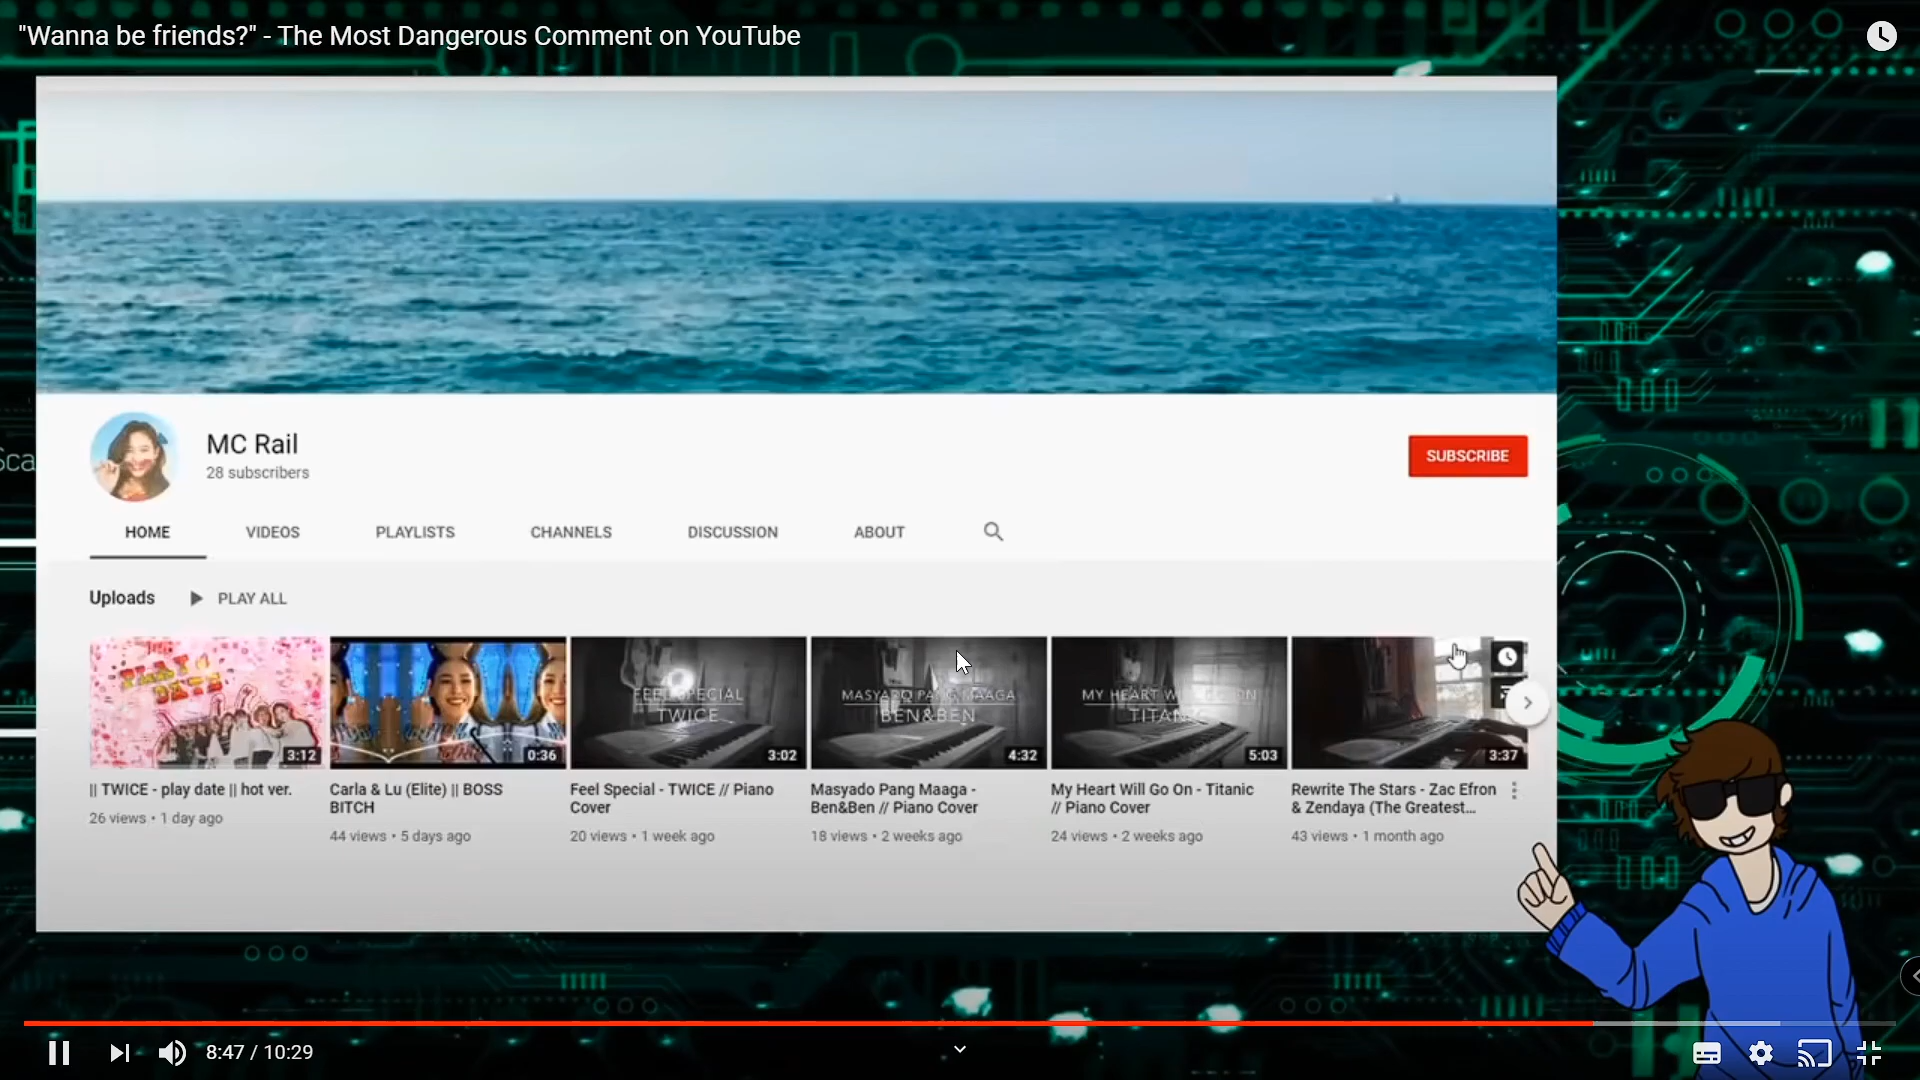 "Wanna be friends?" - The Most Dangerous Comment on YouTube
Sca
MC Rail
28 subscribers
SUBSCRIBE
HOME VIDEOS PLAYLISTS CHANNELS DISCUSSION ABOUT
Uploads PLAY ALL
PLAY DATE
FEEL SPECIAL
TWICE
MASYADO PANG MAAGA
BEN&BEN
MY HEART WILL GO ON
TITANIC
3:12 0:36 3:02 4:32 5:03 3:37
|| TWICE - play date || hot ver.
26 views • 1 day ago
Carla & Lu (Elite) || BOSS
BITCH
44 views • 5 days ago
Feel Special - TWICE // Piano
Cover
20 views • 1 week ago
Masyado Pang Maaga -
Ben&Ben // Piano Cover
18 views • 2 weeks ago
My Heart Will Go On - Titanic
// Piano Cover
24 views • 2 weeks ago
Rewrite The Stars - Zac Efron
& Zendaya (The Greatest...
43 views • 1 month ago
8:47 / 10:29